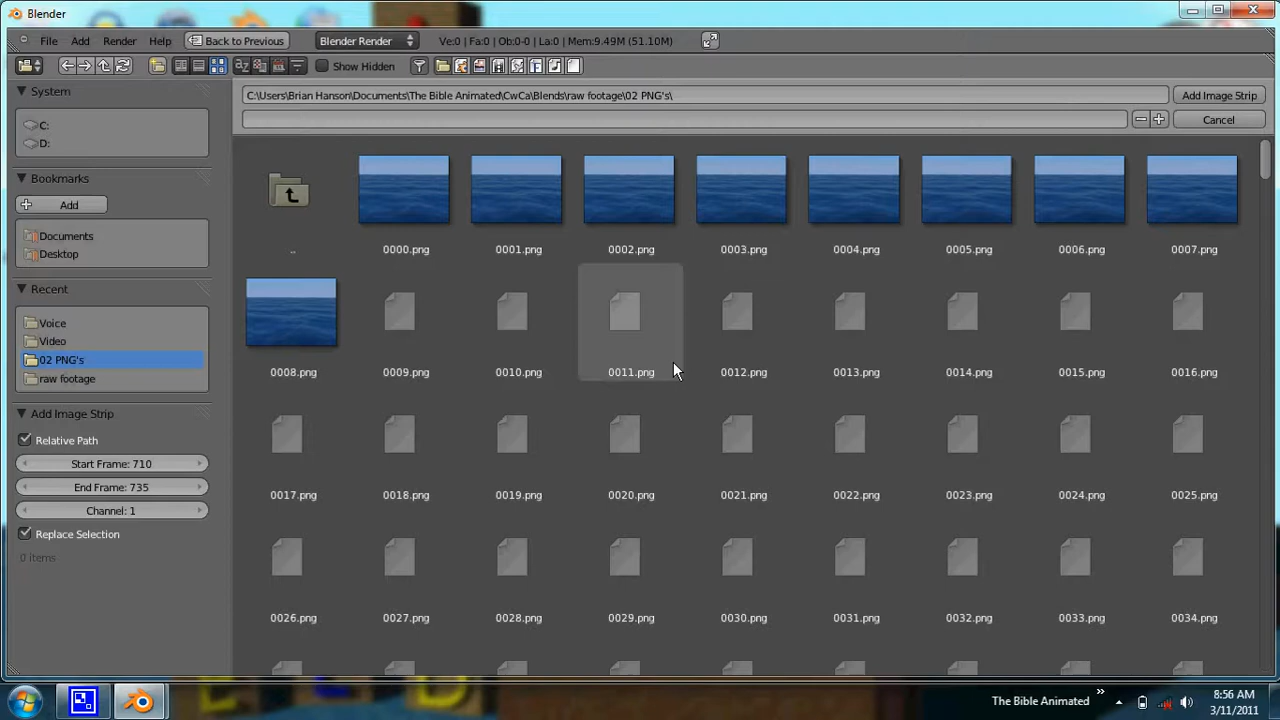 Blender
File Add Render Help Back to Previous Blender Render Ve:0 | Fa:0 | Ob:0-0 | La:0 | Mem:9.49M (51.10M)
Show Hidden
System
C:
D:
Bookmarks
Add
Documents
Desktop
Recent
Voice
Video
02 PNG's
raw footage
Add Image Strip
Relative Path
Start Frame: 710
End Frame: 735
Channel: 1
Replace Selection
0 items
C:\Users\Brian Hanson\Documents\The Bible Animated\CwCa\Blends\raw footage\02 PNG's\ Add Image Strip
Cancel
.. 0000.png 0001.png 0002.png 0003.png 0004.png 0005.png 0006.png 0007.png
0008.png 0009.png 0010.png 0011.png 0012.png 0013.png 0014.png 0015.png 0016.png
0017.png 0018.png 0019.png 0020.png 0021.png 0022.png 0023.png 0024.png 0025.png
0026.png 0027.png 0028.png 0029.png 0030.png 0031.png 0032.png 0033.png 0034.png
The Bible Animated
8:56 AM
3/11/2011